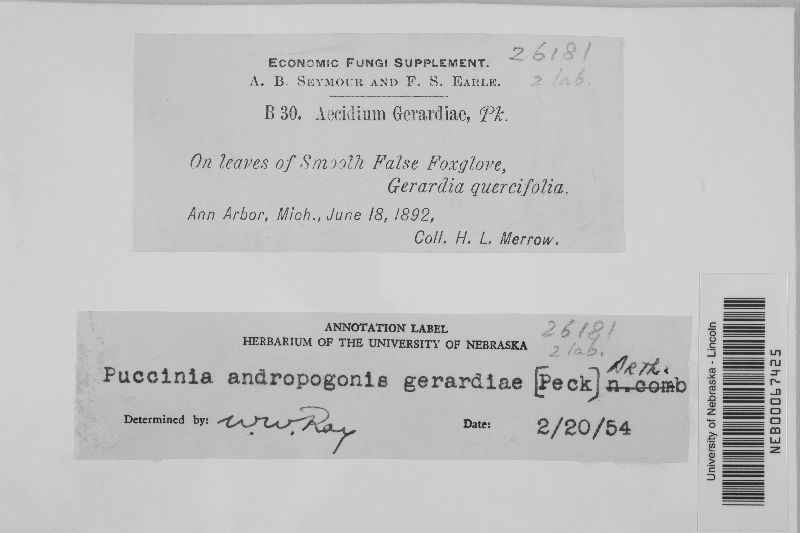 ECONOMIC FUNGI SUPPLEMENT.
A. B. SEYMOUR AND F. S. EARLE.
26181
2 lab.
B 30. Aecidium Gerardiae, Pk.
On leaves of Smooth False Foxglove,
Gerardia quercifolia.
Ann Arbor, Mich., June 18, 1892,
Coll. H. L. Merrow.
ANNOTATION LABEL
HERBARIUM OF THE UNIVERSITY OF NEBRASKA
26181
2 lab.
Puccinia andropogonis gerardiae [Peck] Arth. n.comb
Determined by: W.W. Ray Date: 2/20/54
University of Nebraska - Lincoln
NEB00067425